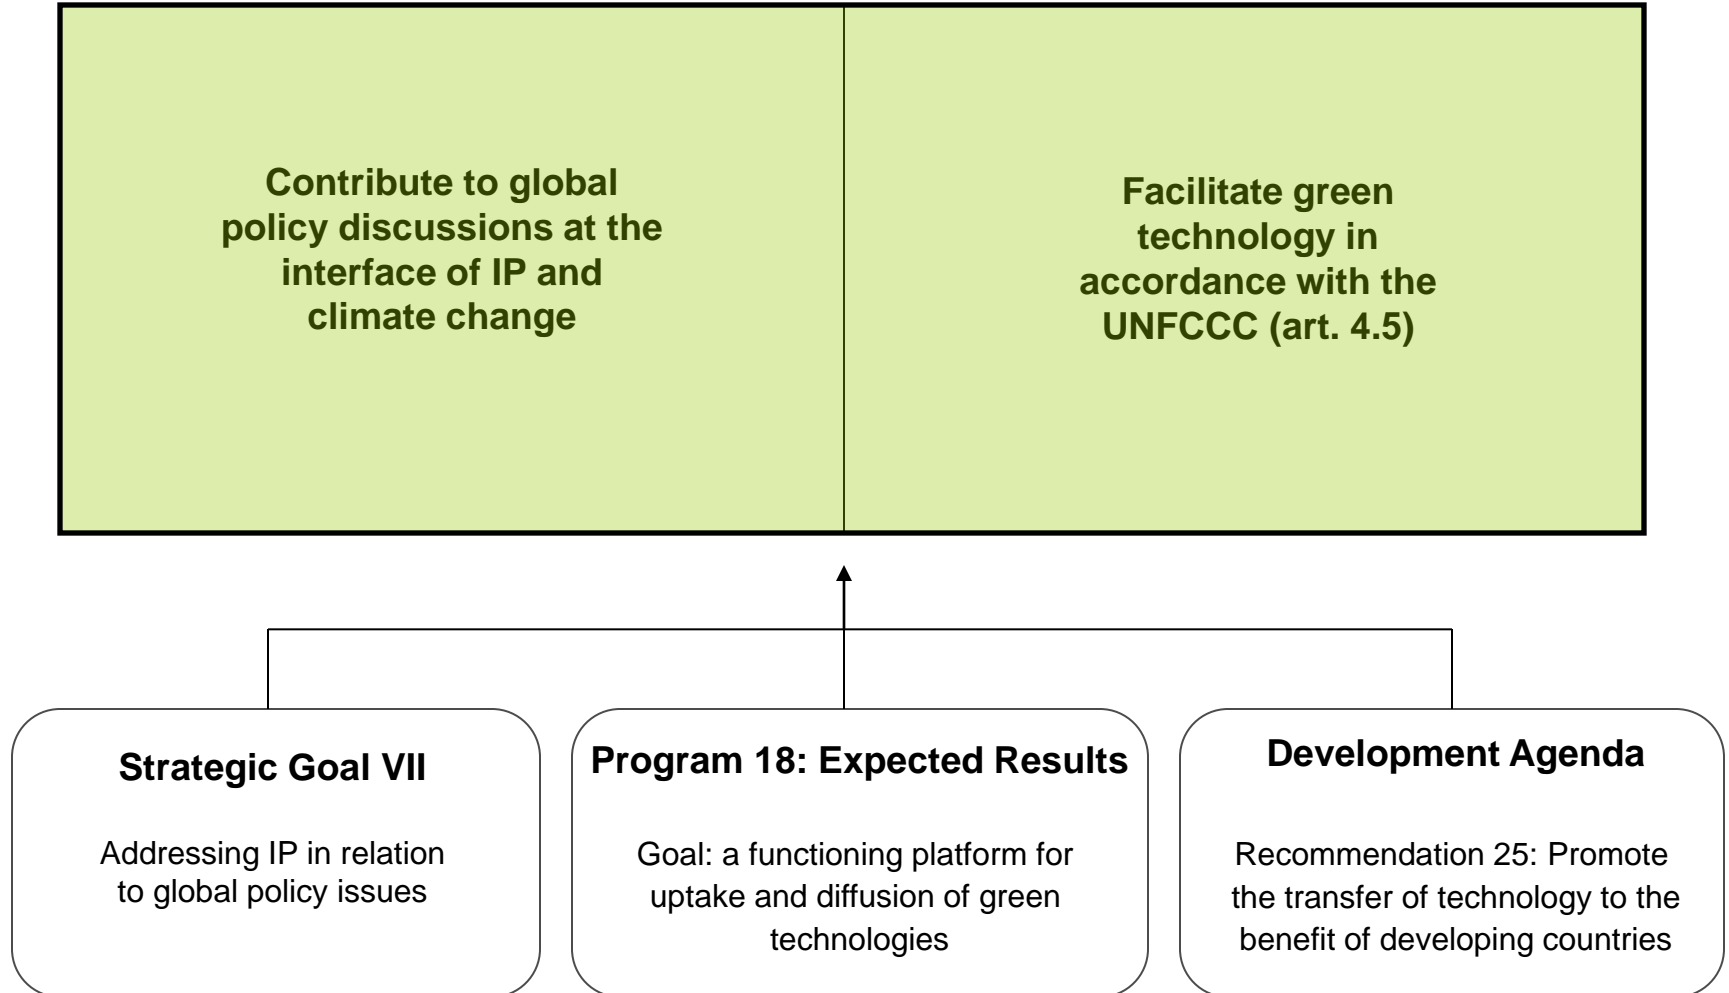 Contribute to global
policy discussions at the
interface of IP and
climate change
Facilitate green
technology in
accordance with the
UNFCCC (art. 4.5)
Strategic Goal VII
Addressing IP in relation
to global policy issues
Program 18: Expected Results
Goal: a functioning platform for
uptake and diffusion of green
technologies
Development Agenda
Recommendation 25: Promote
the transfer of technology to the
benefit of developing countries